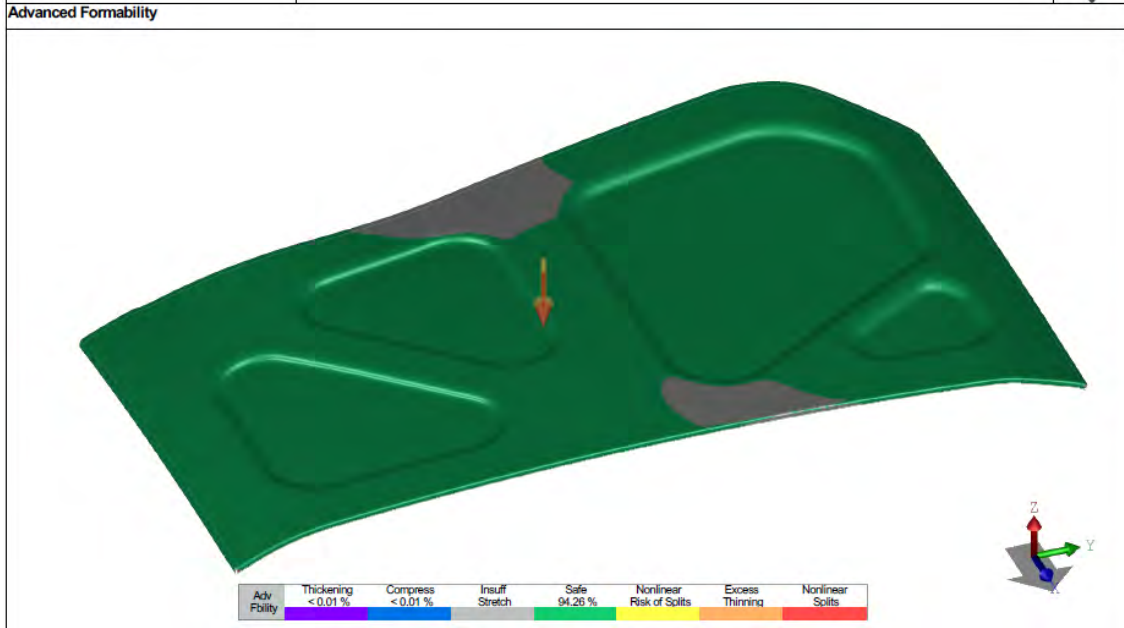 Advanced Formability
Z
Y
X
Adv Fbility
Thickening < 0.01 %
Compress < 0.01 %
Insuff Stretch
Safe 94.26 %
Nonlinear Risk of Splits
Excess Thinning
Nonlinear Splits